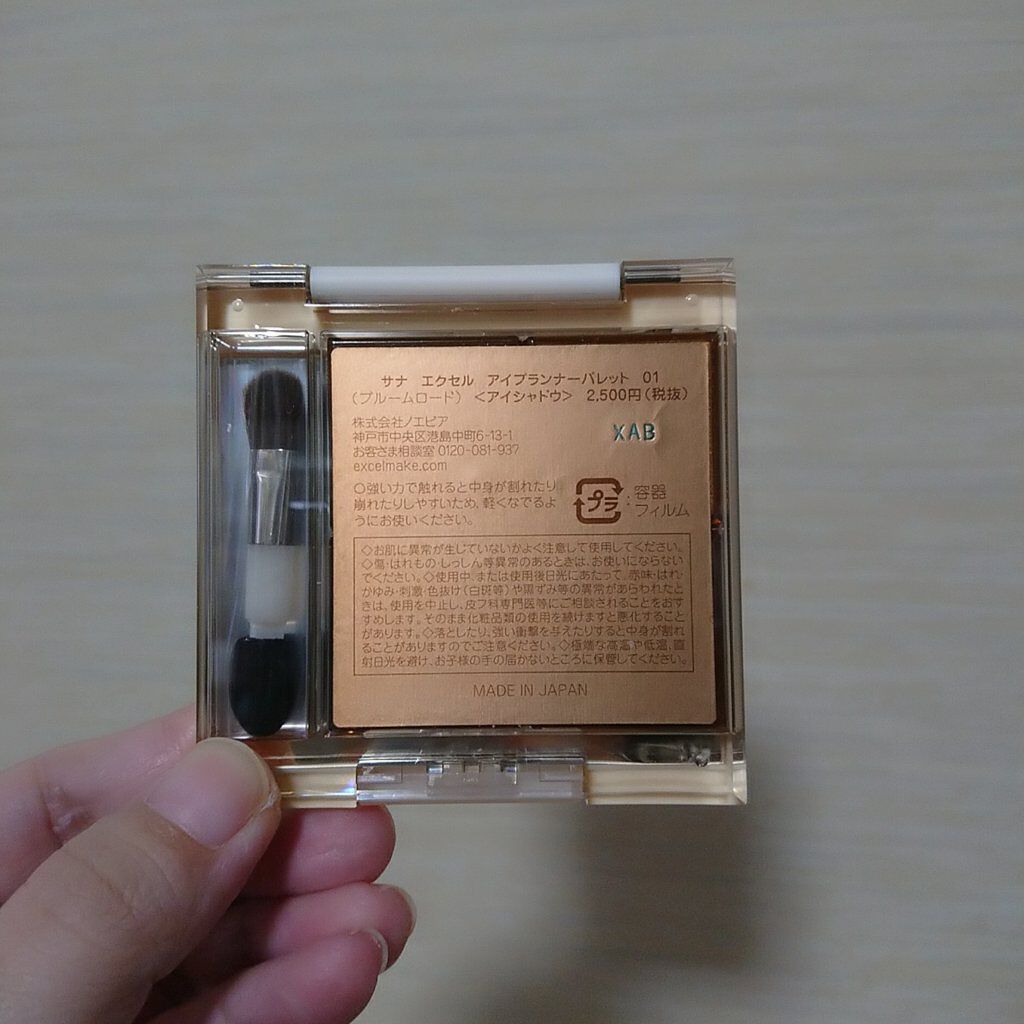 サナ エクセル アイプランナーパレット 01
（ブルームロード）＜アイシャドウ＞ 2,500円（税抜）
株式会社ノエビア
神戸市中央区港島中町6-13-1
お客さま相談室 0120-081-937
excelmake.com
XAB
○強い力で触れると中身が割れたり
崩れたりしやすいため、軽くなでるよ
うにお使いください。
プラ
：容器
フィルム
◇お肌に異常が生じていないかよく注意して使用してください。
◇傷・はれもの・しっしん等異常のあるときは、お使いにならない
でください。◇使用中、または使用後日光にあたって、赤味・はれ・
かゆみ・刺激・色抜け（白斑等）や黒ずみ等の異常があらわれたと
きは、使用を中止し、皮フ科専門医等にご相談されることをおす
すめします。そのまま化粧品類の使用を続けますと悪化すること
があります。◇落としたり、強い衝撃を与えたりすると中身が割れ
ることがありますのでご注意ください。◇極端な高温や低温、直
射日光を避け、お子様の手の届かないところに保管してください。
MADE IN JAPAN